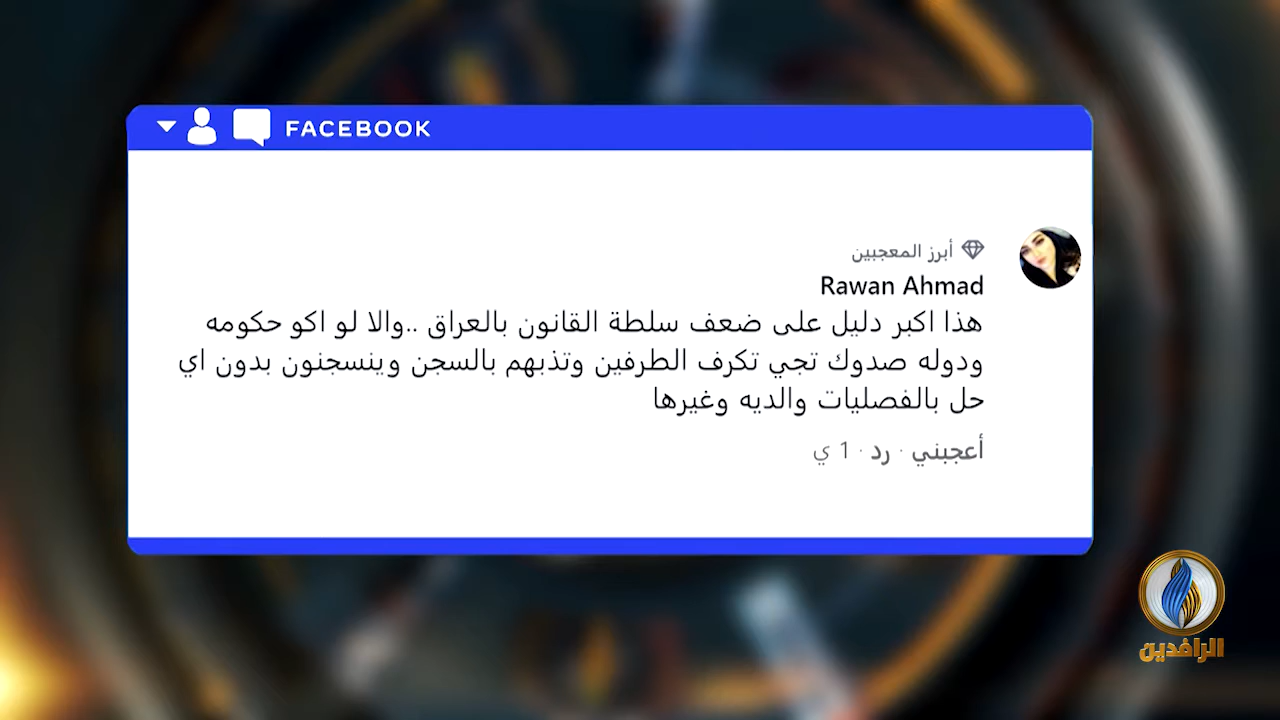 FACEBOOK
أبرز المعجبين
Rawan Ahmad
هذا اكبر دليل على ضعف سلطة القانون بالعراق ..والا لو اكو حكومه
ودوله صدوك تجي تكرف الطرفين وتذبهم بالسجن وينسجنون بدون اي
حل بالفصليات والديه وغيرها
أعجبني · رد · 1 ي
الرافدين